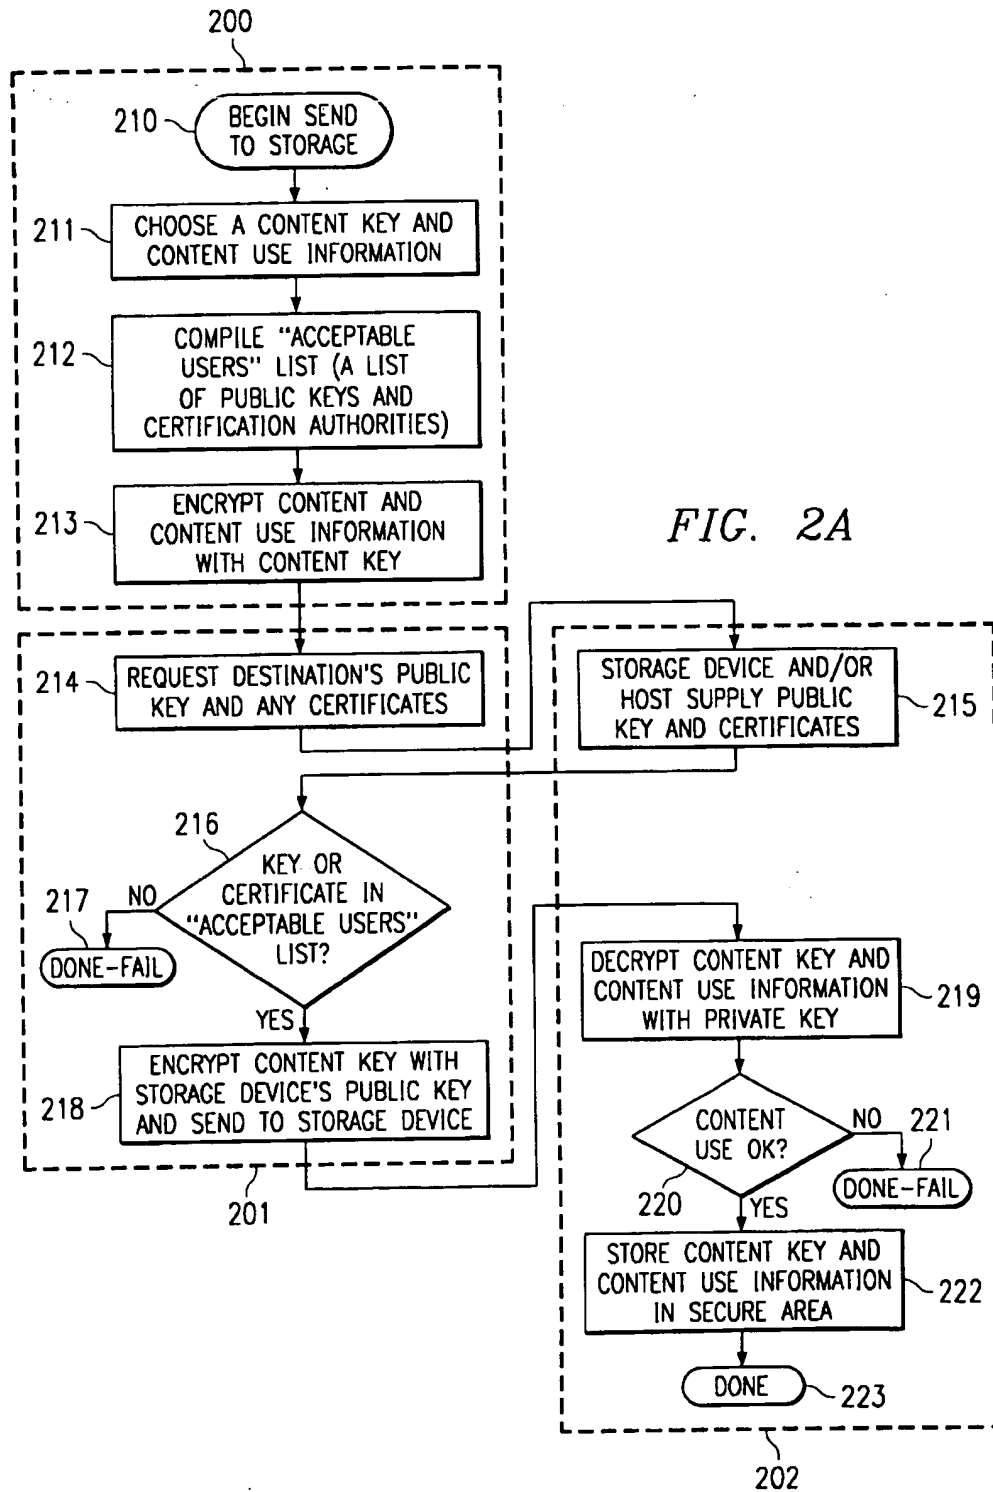 200
210
BEGIN SEND
TO STORAGE
211
CHOOSE A CONTENT KEY AND
CONTENT USE INFORMATION
212
COMPILE "ACCEPTABLE
USERS" LIST (A LIST
OF PUBLIC KEYS AND
CERTIFICATION AUTHORITIES)
213
ENCRYPT CONTENT AND
CONTENT USE INFORMATION
WITH CONTENT KEY
FIG. 2A
214
REQUEST DESTINATION'S PUBLIC
KEY AND ANY CERTIFICATES
STORAGE DEVICE AND/OR
HOST SUPPLY PUBLIC
KEY AND CERTIFICATES
215
216
KEY OR
CERTIFICATE IN
"ACCEPTABLE USERS"
LIST?
NO
217
DONE-FAIL
YES
218
ENCRYPT CONTENT KEY WITH
STORAGE DEVICE'S PUBLIC KEY
AND SEND TO STORAGE DEVICE
201
DECRYPT CONTENT KEY AND
CONTENT USE INFORMATION
WITH PRIVATE KEY
219
CONTENT
USE OK?
220
NO
221
DONE-FAIL
YES
STORE CONTENT KEY AND
CONTENT USE INFORMATION
IN SECURE AREA
222
DONE
223
202